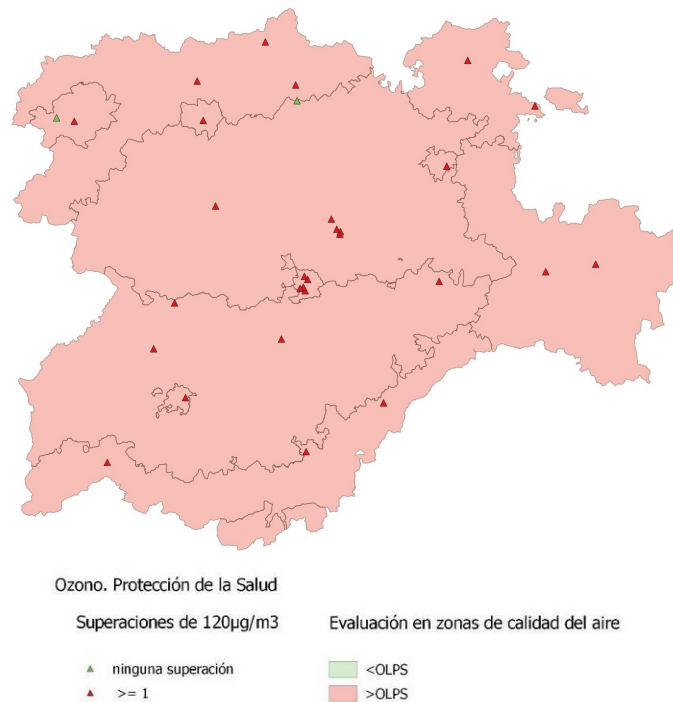 Ozono. Protección de la Salud
Superaciones de 120µg/m3
Evaluación en zonas de calidad del aire
ninguna superación
<OLPS
>= 1
>OLPS